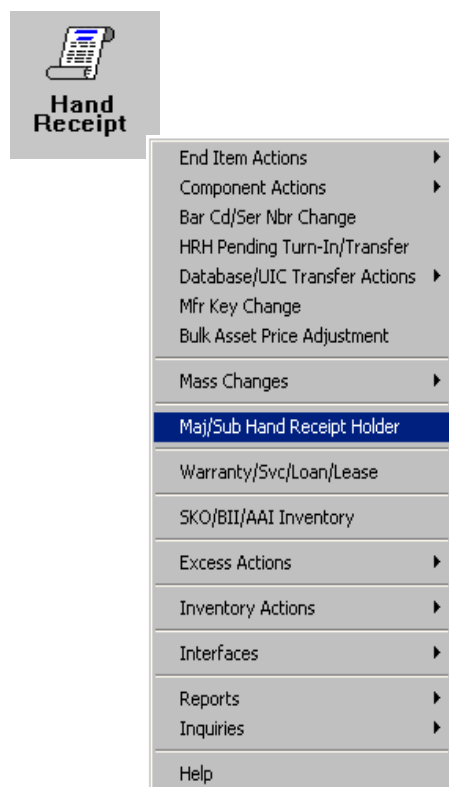 Hand
Receipt
End Item Actions
Component Actions
Bar Cd/Ser Nbr Change
HRH Pending Turn-In/Transfer
Database/UIC Transfer Actions
Mfr Key Change
Bulk Asset Price Adjustment
Mass Changes
Maj/Sub Hand Receipt Holder
Warranty/Svc/Loan/Lease
SKO/BII/AAI Inventory
Excess Actions
Inventory Actions
Interfaces
Reports
Inquiries
Help